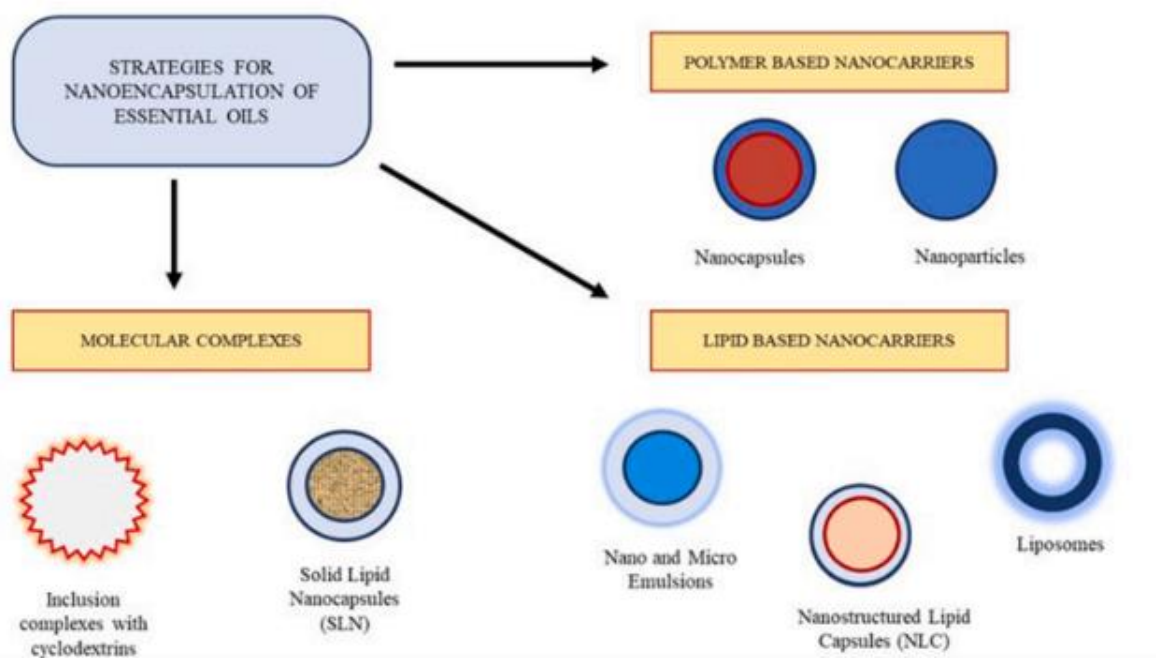 STRATEGIES FOR
NANOENCAPSULATION OF
ESSENTIAL OILS
POLYMER BASED NANOCARRIERS
Nanocapsules
Nanoparticles
MOLECULAR COMPLEXES
LIPID BASED NANOCARRIERS
Inclusion
complexes with
cyclodextrins
Solid Lipid
Nanocapsules
(SLN)
Nano and Micro
Emulsions
Nanostructured Lipid
Capsules (NLC)
Liposomes